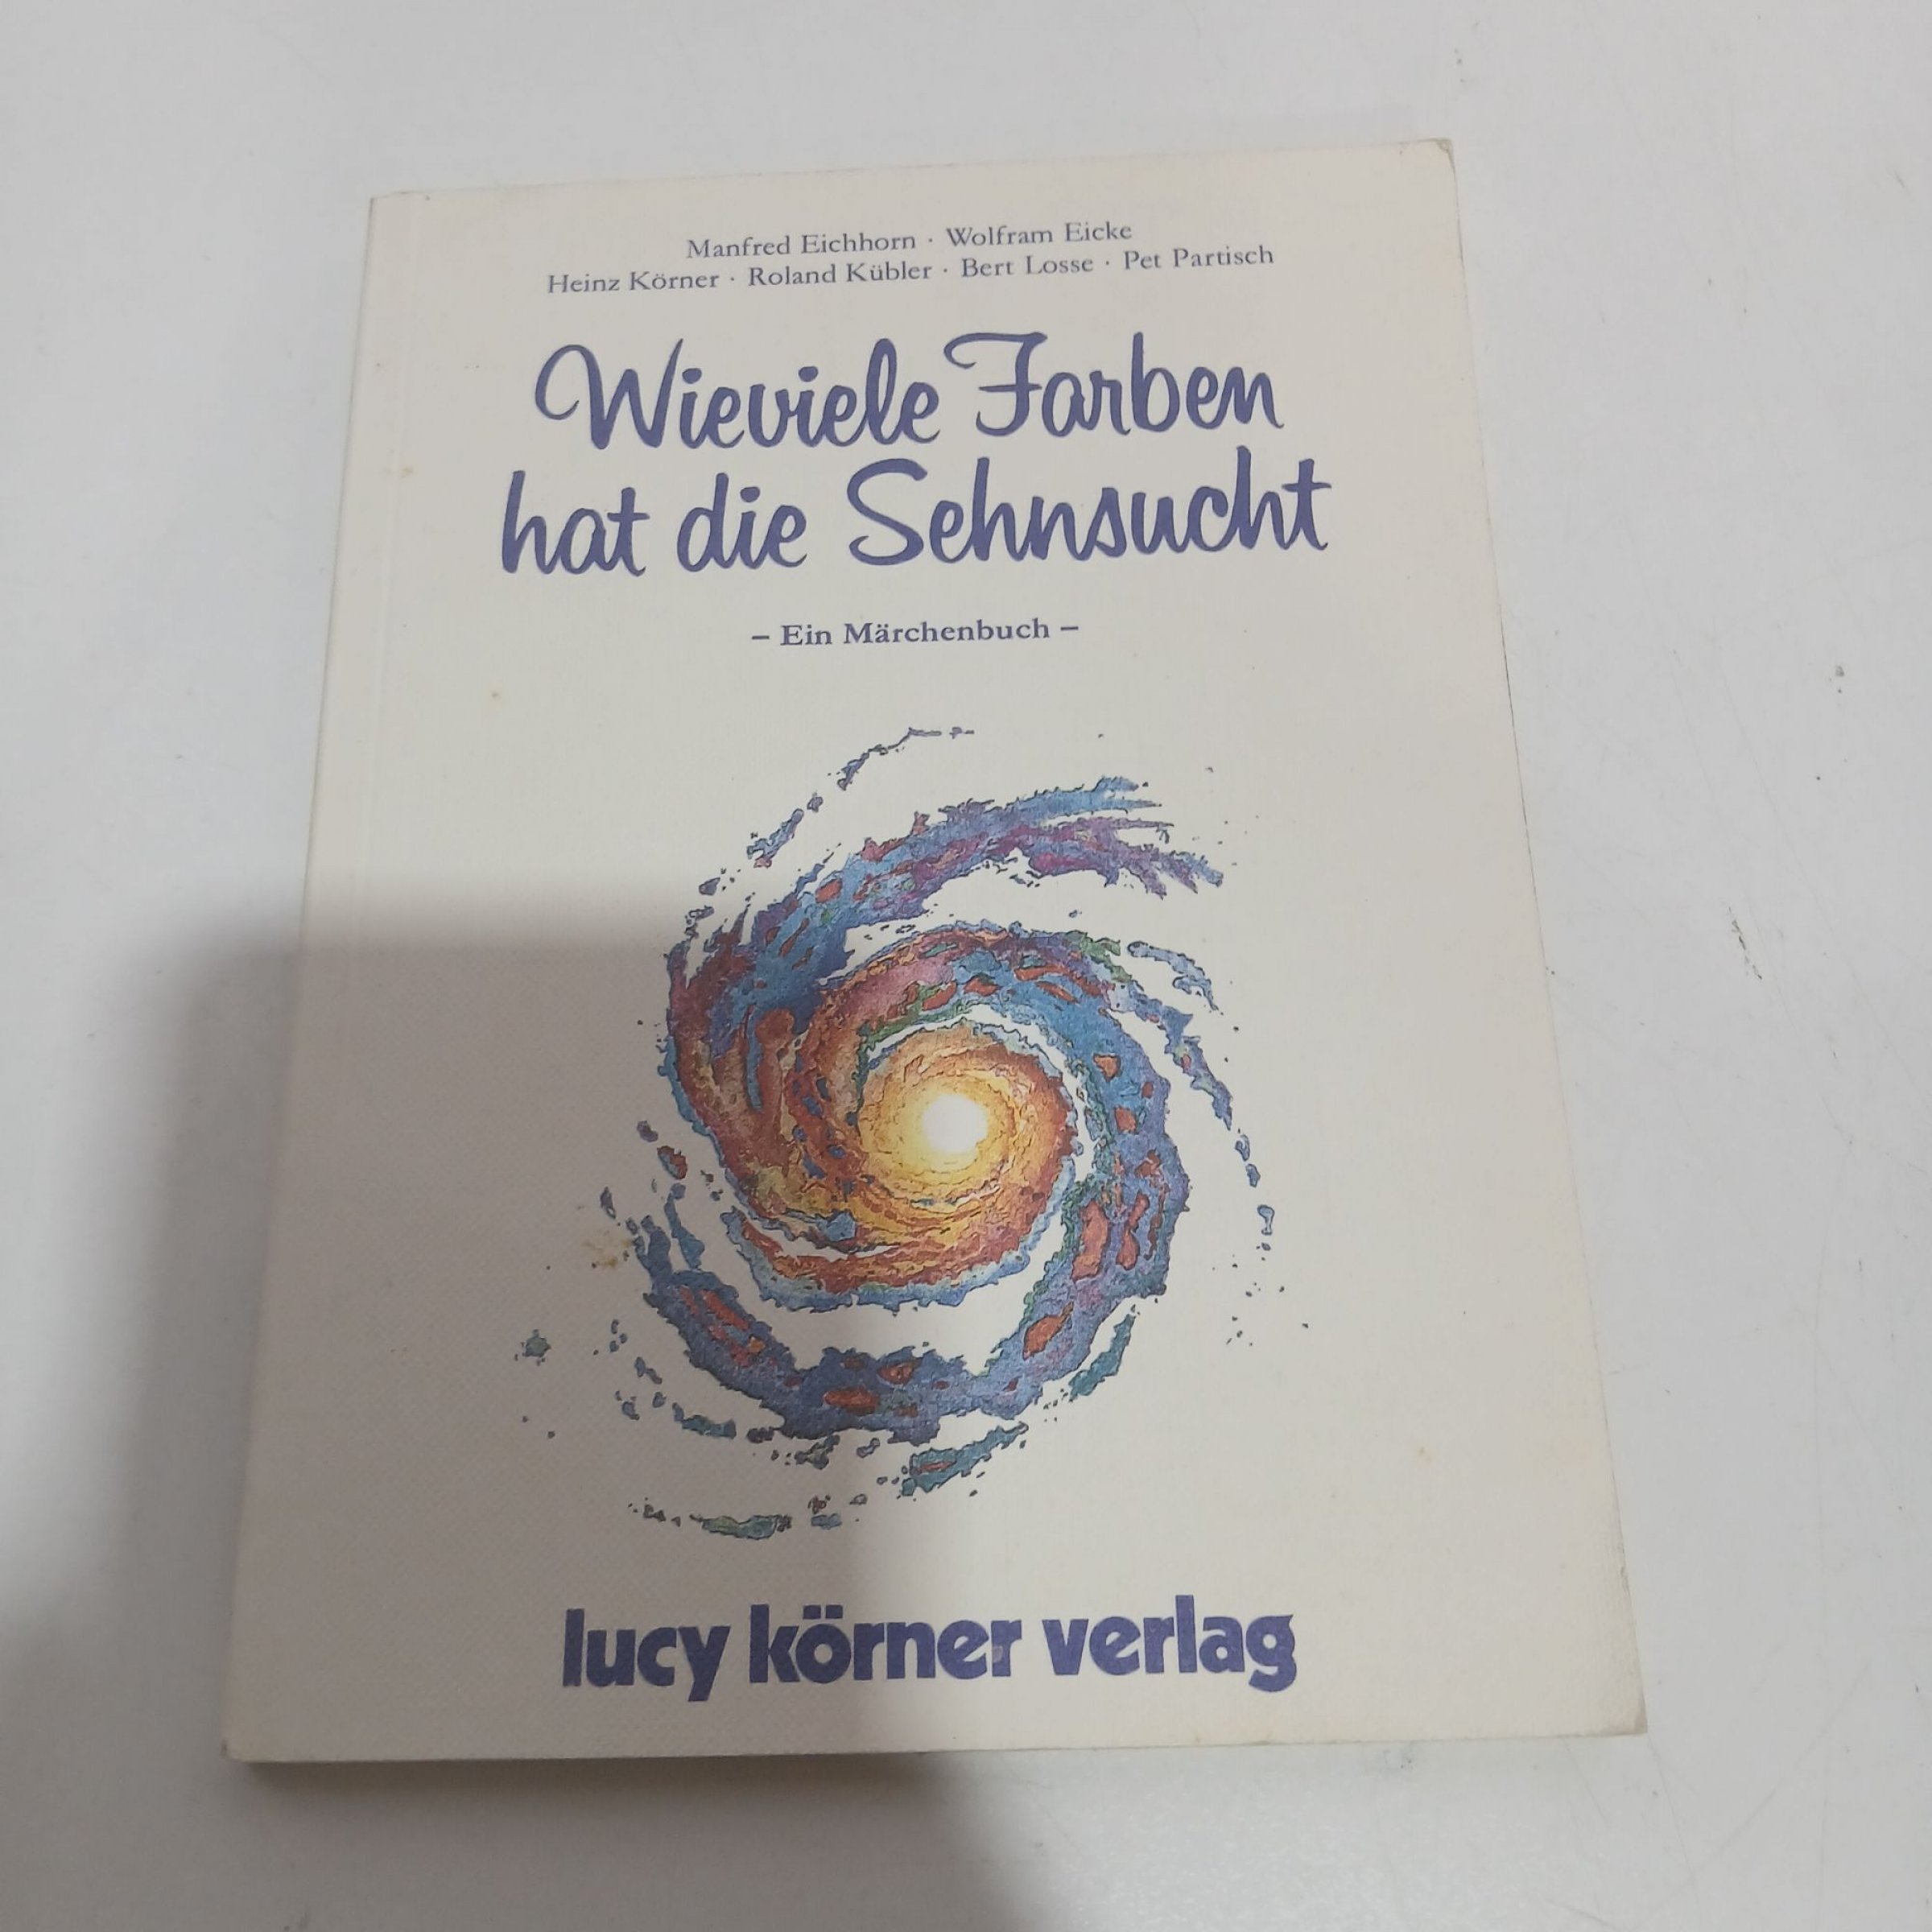 Manfred Eichhorn · Wolfram Eicke
Heinz Körner · Roland Kübler · Bert Losse · Pet Partisch
Wieviele Farben
hat die Sehnsucht
– Ein Märchenbuch –
lucy körner verlag